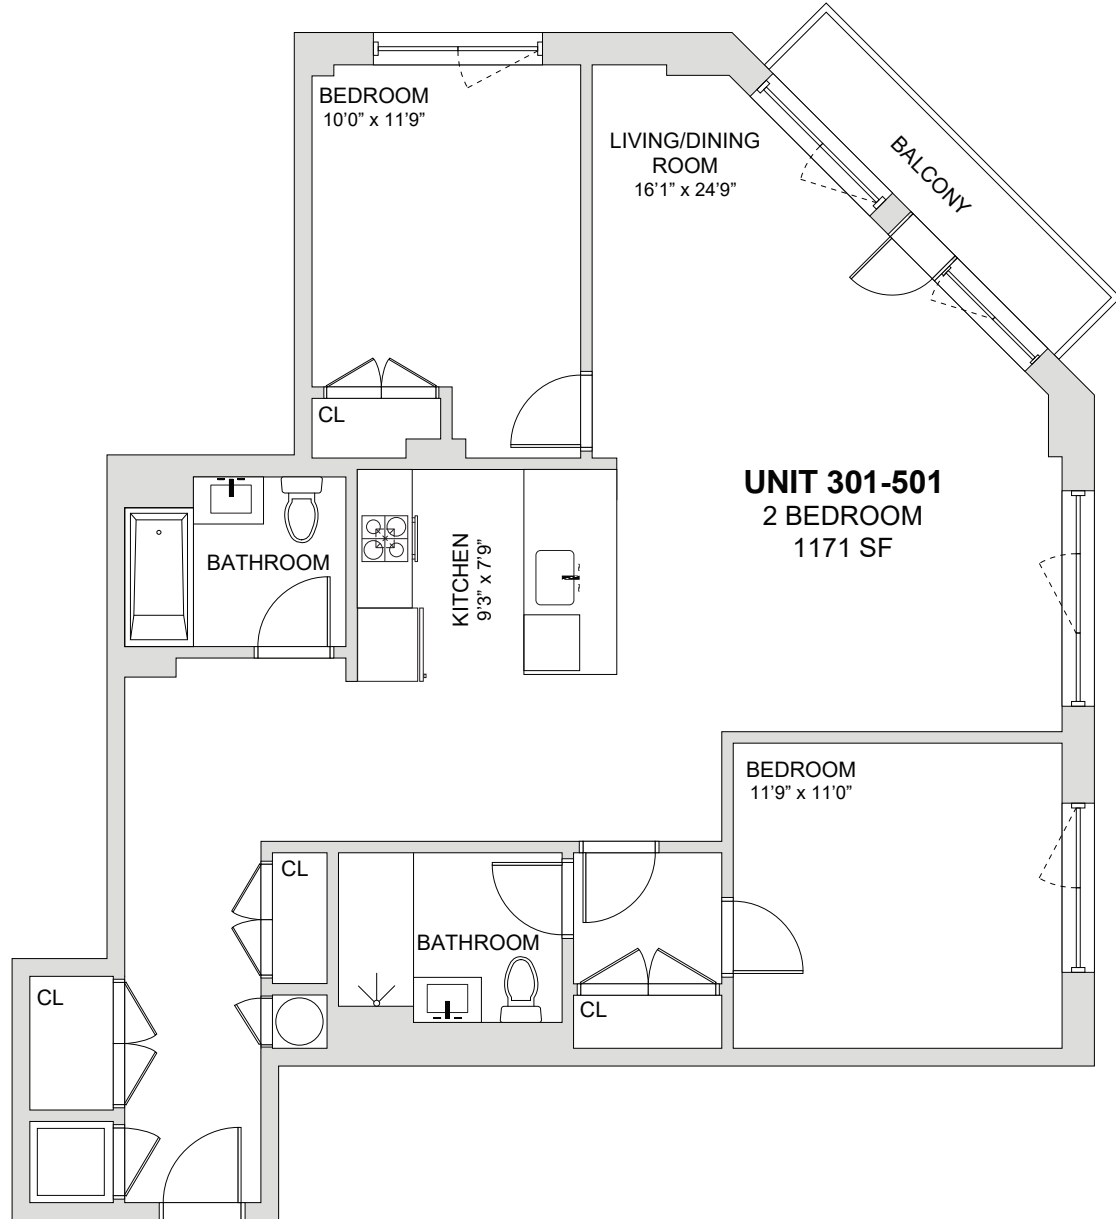 BEDROOM
10’0” x 11’9”
LIVING/DINING
ROOM
16’1” x 24’9”
BALCONY
CL
UNIT 301-501
2 BEDROOM
1171 SF
BATHROOM
KITCHEN
9’3” x 7’9”
BEDROOM
11’9” x 11’0”
CL
BATHROOM
CL
CL